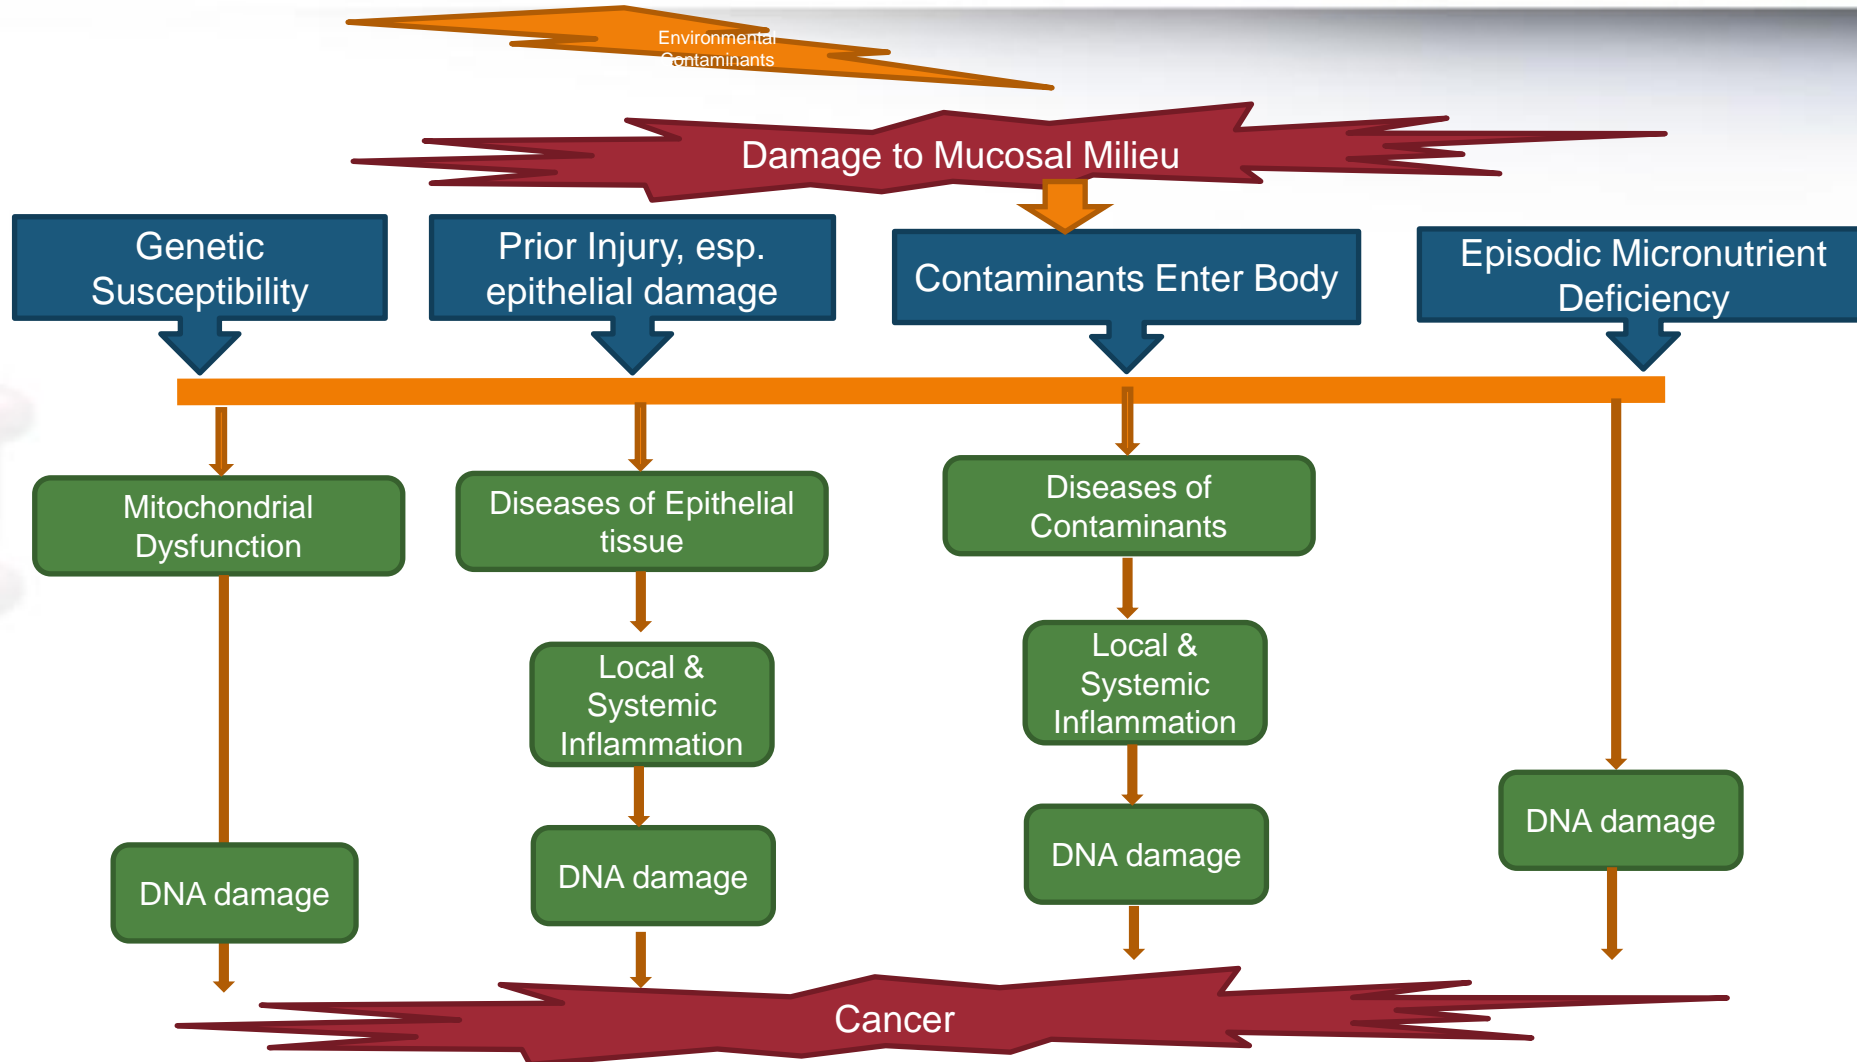 Environmental
Contaminants
Damage to Mucosal Milieu
Genetic
Susceptibility
Prior Injury, esp.
epithelial damage
Contaminants Enter Body
Episodic Micronutrient
Deficiency
Mitochondrial
Dysfunction
Diseases of Epithelial
tissue
Diseases of
Contaminants
Local &
Systemic
Inflammation
Local &
Systemic
Inflammation
DNA damage
DNA damage
DNA damage
DNA damage
Cancer